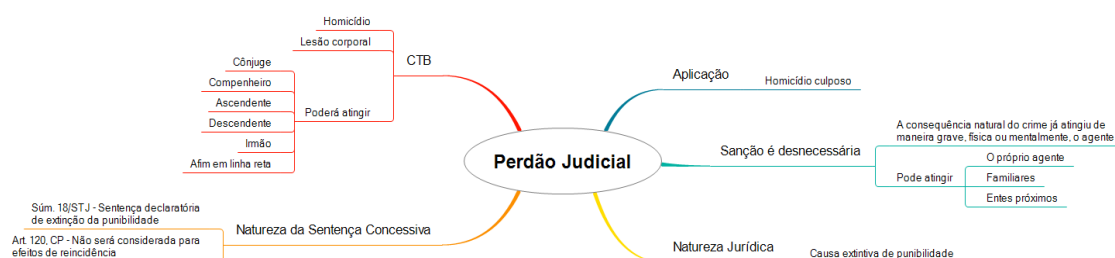 Perdão Judicial
Aplicação
Homicídio culposo
Sanção é desnecessária
A consequência natural do crime já atingiu de
maneira grave, física ou mentalmente, o agente
Pode atingir
O próprio agente
Familiares
Entes próximos
Natureza Jurídica
Causa extintiva de punibilidade
CTB
Homicídio
Lesão corporal
Poderá atingir
Cônjuge
Compenheiro
Ascendente
Descendente
Irmão
Afim em linha reta
Natureza da Sentença Concessiva
Súm. 18/STJ - Sentença declaratória
de extinção da punibilidade
Art. 120, CP - Não será considerada para
efeitos de reincidência